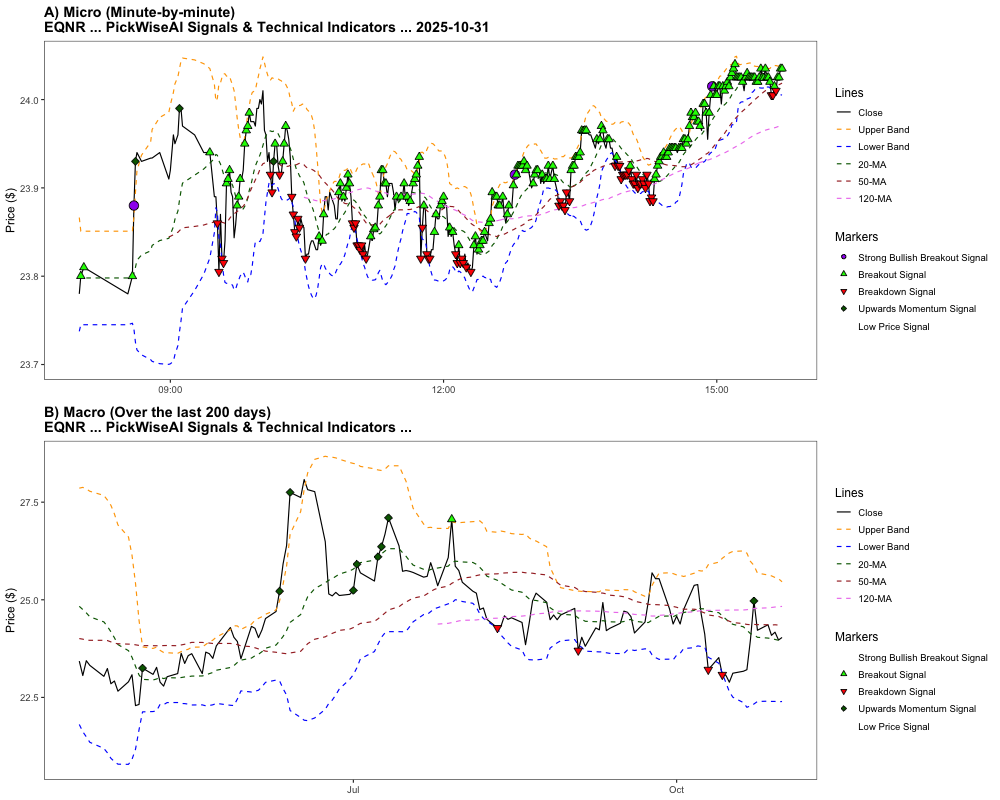 A) Micro (Minute-by-minute)
EQNR ... PickWiseAI Signals & Technical Indicators ... 2025-10-31
24.0
23.9
23.8
23.7
Price ($)
09:00
12:00
15:00
Lines
Close
Upper Band
Lower Band
20-MA
50-MA
120-MA
Markers
Strong Bullish Breakout Signal
Breakout Signal
Breakdown Signal
Upwards Momentum Signal
Low Price Signal
B) Macro (Over the last 200 days)
EQNR ... PickWiseAI Signals & Technical Indicators ...
27.5
25.0
22.5
Price ($)
Jul
Oct
Lines
Close
Upper Band
Lower Band
20-MA
50-MA
120-MA
Markers
Strong Bullish Breakout Signal
Breakout Signal
Breakdown Signal
Upwards Momentum Signal
Low Price Signal